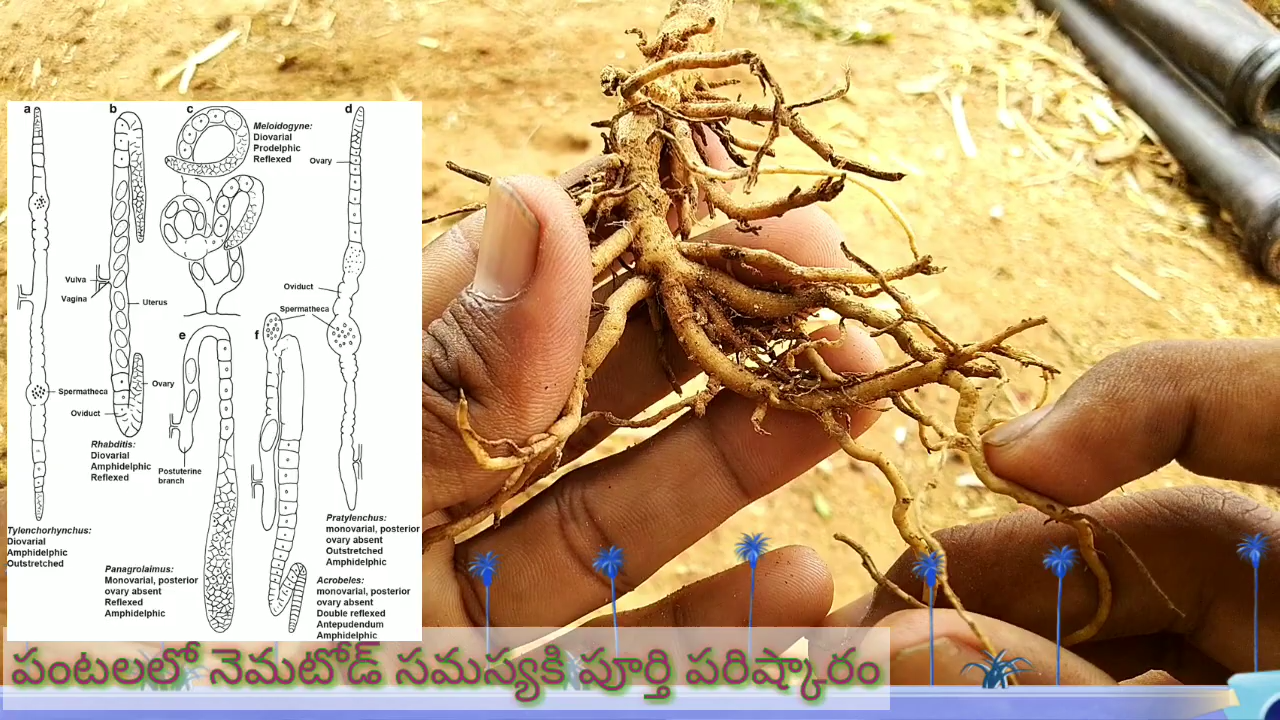 a
b
c
d
Meloidogyne:
Diovarial
Prodelphic
Reflexed
Ovary
Vulva
Vagina
Uterus
Oviduct
Spermatheca
e
f
Spermatheca
Ovary
Oviduct
Rhabditis:
Diovarial
Amphidelphic
Reflexed
Postuterine
branch
Tylenchorhynchus:
Diovarial
Amphidelphic
Outstretched
Pratylenchus:
monovarial, posterior
ovary absent
Outstretched
Amphidelphic
Panagrolaimus:
Monovarial, posterior
ovary absent
Reflexed
Amphidelphic
Acrobeles:
monovarial, posterior
ovary absent
Double reflexed
Antepudendum
Amphidelphic
పంటలలో నెమటోడ్ సమస్యకి పూర్తి పరిష్కారం